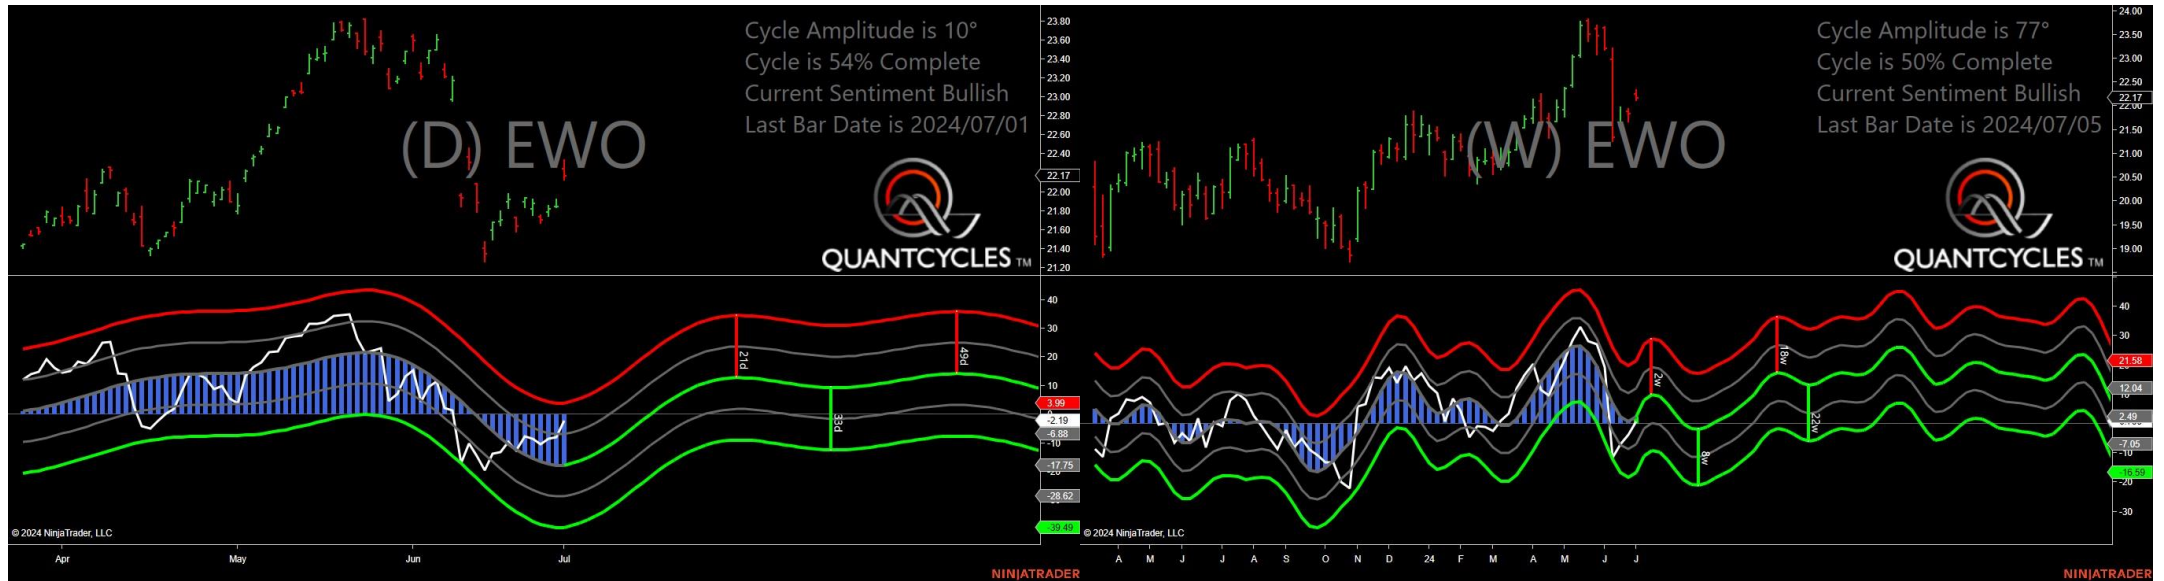 Cycle Amplitude is 10°
Cycle is 54% Complete
Current Sentiment Bullish
Last Bar Date is 2024/07/01
(D) EWO
QUANTCYCLES TM
23.80
23.60
23.40
23.20
23.00
22.80
22.60
22.40
22.17
22.00
21.80
21.60
21.40
21.20
40
30
20
10
3.99
-2.19
-6.88
-10
-17.75
-28.62
-39.49
21d
33d
49d
© 2024 NinjaTrader, LLC
Apr
May
Jun
Jul
NINJATRADER
Cycle Amplitude is 77°
Cycle is 50% Complete
Current Sentiment Bullish
Last Bar Date is 2024/07/05
(W) EWO
QUANTCYCLES TM
24.00
23.50
23.00
22.50
22.17
22.00
21.50
21.00
20.50
20.00
19.50
19.00
40
30
21.58
12.04
2.49
-7.05
-10
-16.59
-20
-30
2w
8w
18w
22w
© 2024 NinjaTrader, LLC
A
M
J
J
A
S
O
N
D
24
F
M
A
M
J
J
NINJATRADER